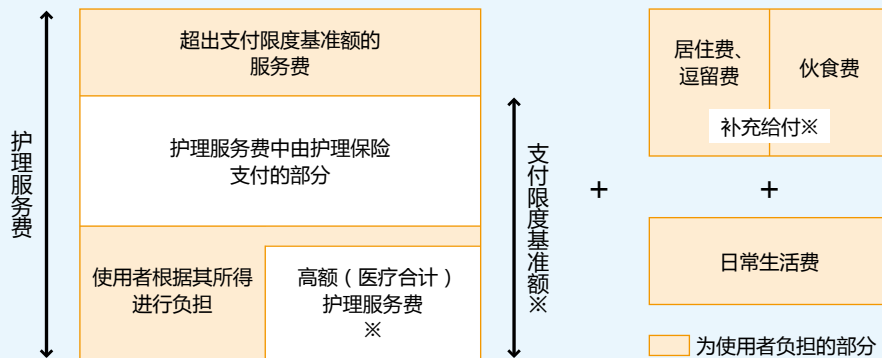 护理服务费
超出支付限度基准额的
服务费
护理服务费中由护理保险
支付的部分
使用者根据其所得
进行负担
高额（医疗合计）
护理服务费
※
支付限度基准额※
+
居住费、
逗留费
伙食费
补充给付※
+
日常生活费
为使用者负担的部分